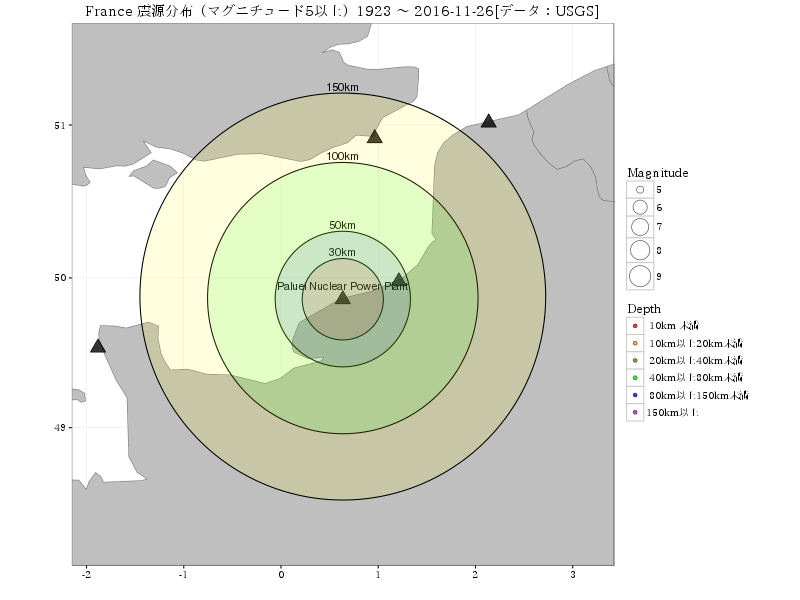 France 震源分布（マグニチュード5以上）1923 〜 2016-11-26[データ：USGS]
150km
100km
50km
30km
Paluel Nuclear Power Plant
51
50
49
-2
-1
0
1
2
3
Magnitude
5
6
7
8
9
Depth
10km 未満
10km以上20km未満
20km以上40km未満
40km以上80km未満
80km以上150km未満
150km以上